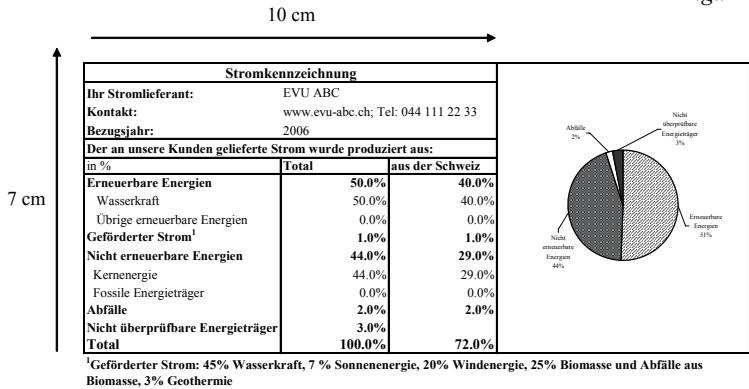 10 cm
7 cm
Stromkennzeichnung
Ihr Stromlieferant: EVU ABC
Kontakt: www.evu-abc.ch; Tel: 044 111 22 33
Bezugsjahr: 2006
Der an unsere Kunden gelieferte Strom wurde produziert aus:
in % Total aus der Schweiz
Erneuerbare Energien 50.0% 40.0%
Wasserkraft 50.0% 40.0%
Übrige erneuerbare Energien 0.0% 0.0%
Geförderter Strom1 1.0% 1.0%
Nicht erneuerbare Energien 44.0% 29.0%
Kernenergie 44.0% 29.0%
Fossile Energieträger 0.0% 0.0%
Abfälle 2.0% 2.0%
Nicht überprüfbare Energieträger 3.0%
Total 100.0% 72.0%
Abfälle
2%
Nicht
überprüfbare
Energieträger
3%
Erneuerbare
Energien
51%
Nicht
erneuerbare
Energien
44%
1Geförderter Strom: 45% Wasserkraft, 7 % Sonnenenergie, 20% Windenergie, 25% Biomasse und Abfälle aus
Biomasse, 3% Geothermie